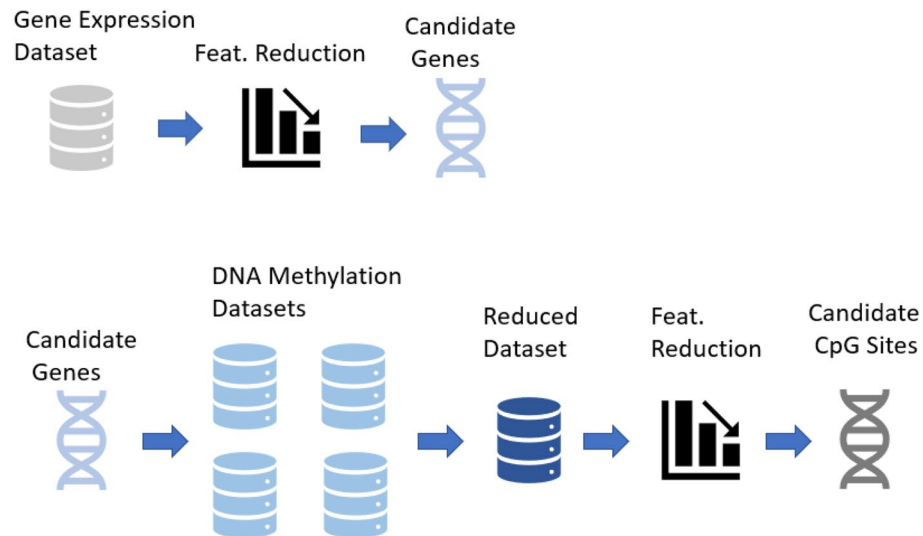 Gene Expression
Dataset
Feat. Reduction
Candidate
Genes
DNA Methylation
Datasets
Candidate
Genes
Reduced
Dataset
Feat.
Reduction
Candidate
CpG Sites